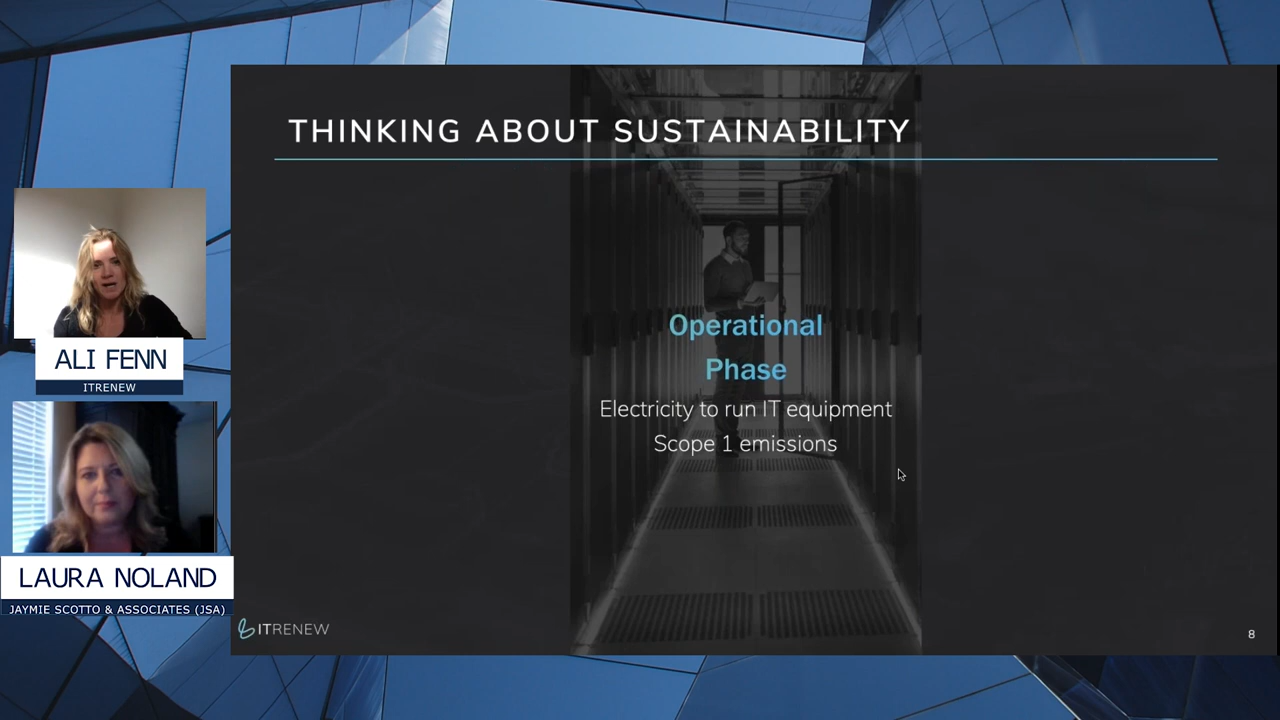 THINKING ABOUT SUSTAINABILITY
Operational
Phase
Electricity to run IT equipment
Scope 1 emissions
ITRENEW
8
ALI FENN
ITRENEW
LAURA NOLAND
JAYMIE SCOTTO & ASSOCIATES (JSA)